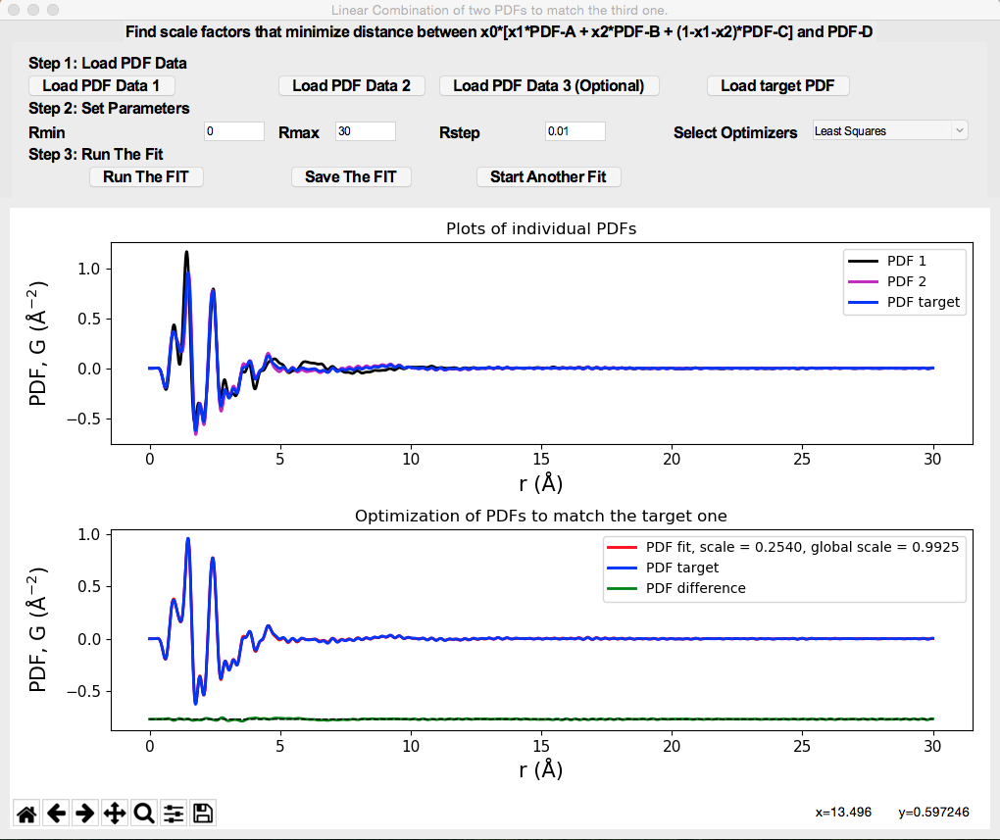 Linear Combination of two PDFs to match the third one.
Find scale factors that minimize distance between x0*[x1*PDF-A + x2*PDF-B + (1-x1-x2)*PDF-C] and PDF-D
Step 1: Load PDF Data
Load PDF Data 1 Load PDF Data 2 Load PDF Data 3 (Optional) Load target PDF
Step 2: Set Parameters
Rmin 0 Rmax 30 Rstep 0.01 Select Optimizers Least Squares
Step 3: Run The Fit
Run The FIT Save The FIT Start Another Fit
Plots of individual PDFs
PDF, G (Å⁻²)
1.0
0.5
0.0
−0.5
PDF 1
PDF 2
PDF target
0 5 10 15 20 25 30
r (Å)
Optimization of PDFs to match the target one
PDF, G (Å⁻²)
1.0
0.5
0.0
−0.5
PDF fit, scale = 0.2540, global scale = 0.9925
PDF target
PDF difference
0 5 10 15 20 25 30
r (Å)
x=13.496 y=0.597246